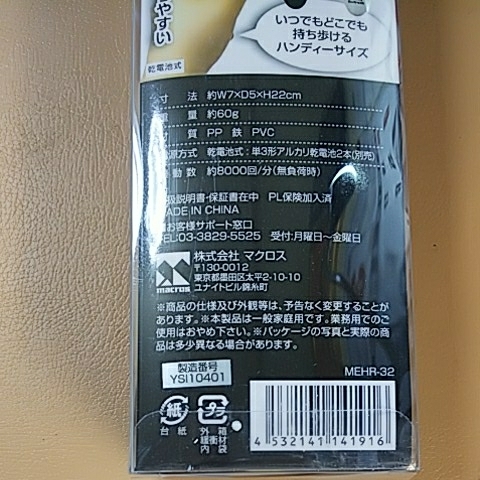 やすい
乾電池式
いつでもどこでも
持ち歩ける
ハンディーサイズ
寸 法 約W7×D5×H22cm
量 約60g
質 PP 鉄 PVC
源方式 乾電池式:単3形アルカリ乾電池2本(別売)
動数 約8000回/分(無負荷時)
扱説明書・保証書在中 PL保険加入済
MADE IN CHINA
■お客様サポート窓口
TEL:03-3829-5525 受付:月曜日〜金曜日
macros
株式会社 マクロス
〒130-0012
東京都墨田区太平2-10-10
ユナイトビル錦糸町
※商品の仕様及び外観等は、予告なく変更することが
あります。※本製品は一般家庭用です。業務用でのご
使用はおやめ下さい。※パッケージの写真と実際の商
品は多少異なる場合があります。
製造番号
YSI10401
MEHR-32
紙
台紙
プラ
外箱
緩衝材
内袋
4 532141 141916